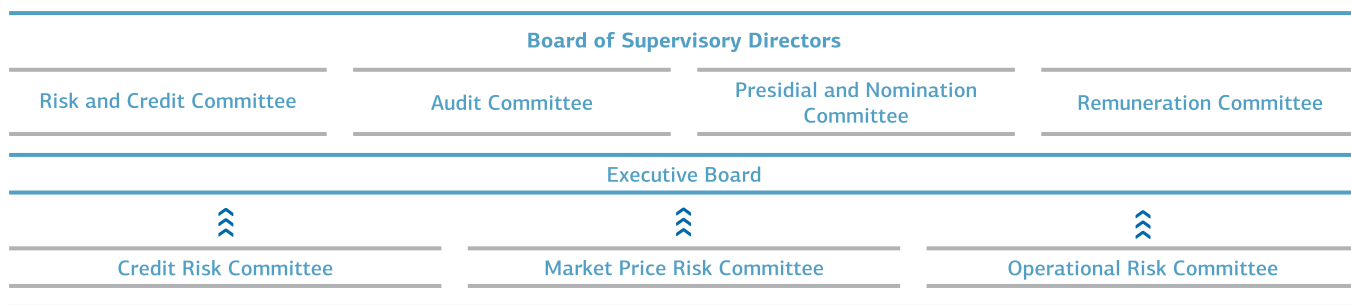 Board of Supervisory Directors
Risk and Credit Committee
Audit Committee
Presidial and Nomination
Committee
Remuneration Committee
Executive Board
Credit Risk Committee
Market Price Risk Committee
Operational Risk Committee